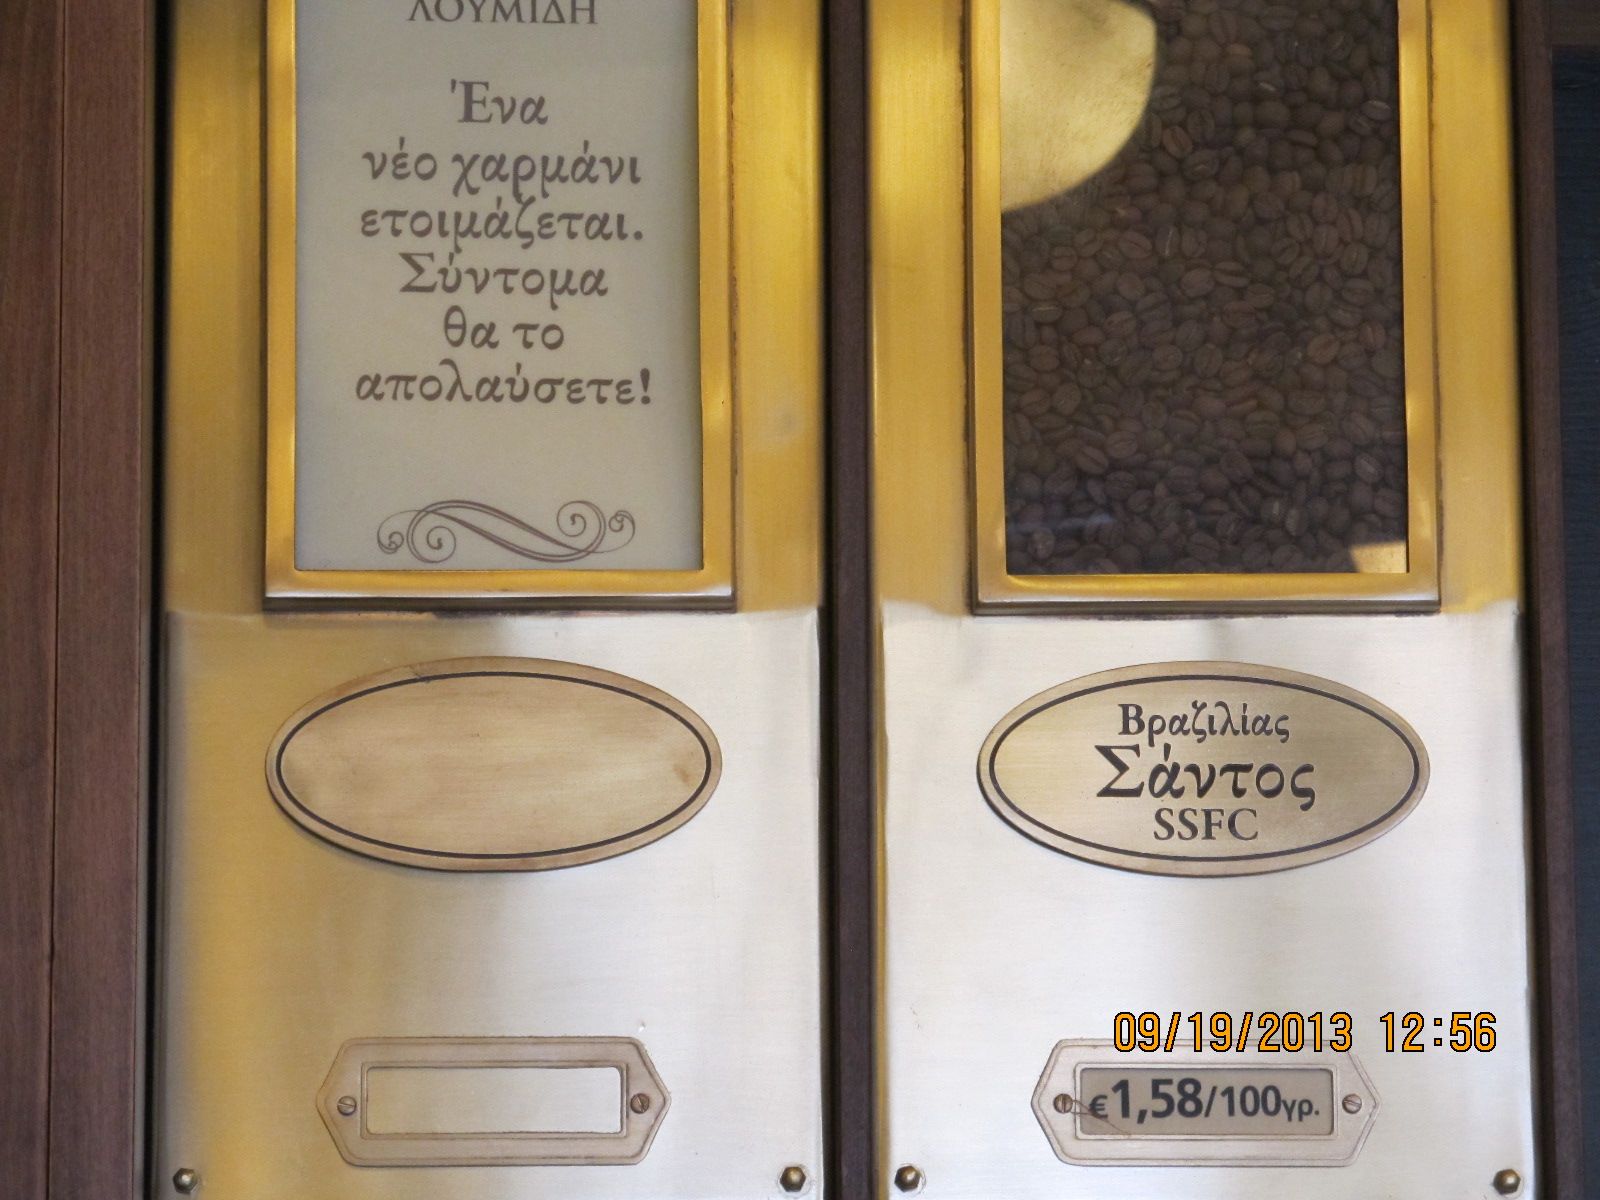 ΛΟΥΜΙΔΗ
Ένα
νέο χαρμάνι
ετοιμάζεται.
Σύντομα
θα το
απολαύσετε!
Βραζιλίας
Σάντος
SSFC
09/19/2013 12:56
€1,58/100γρ.